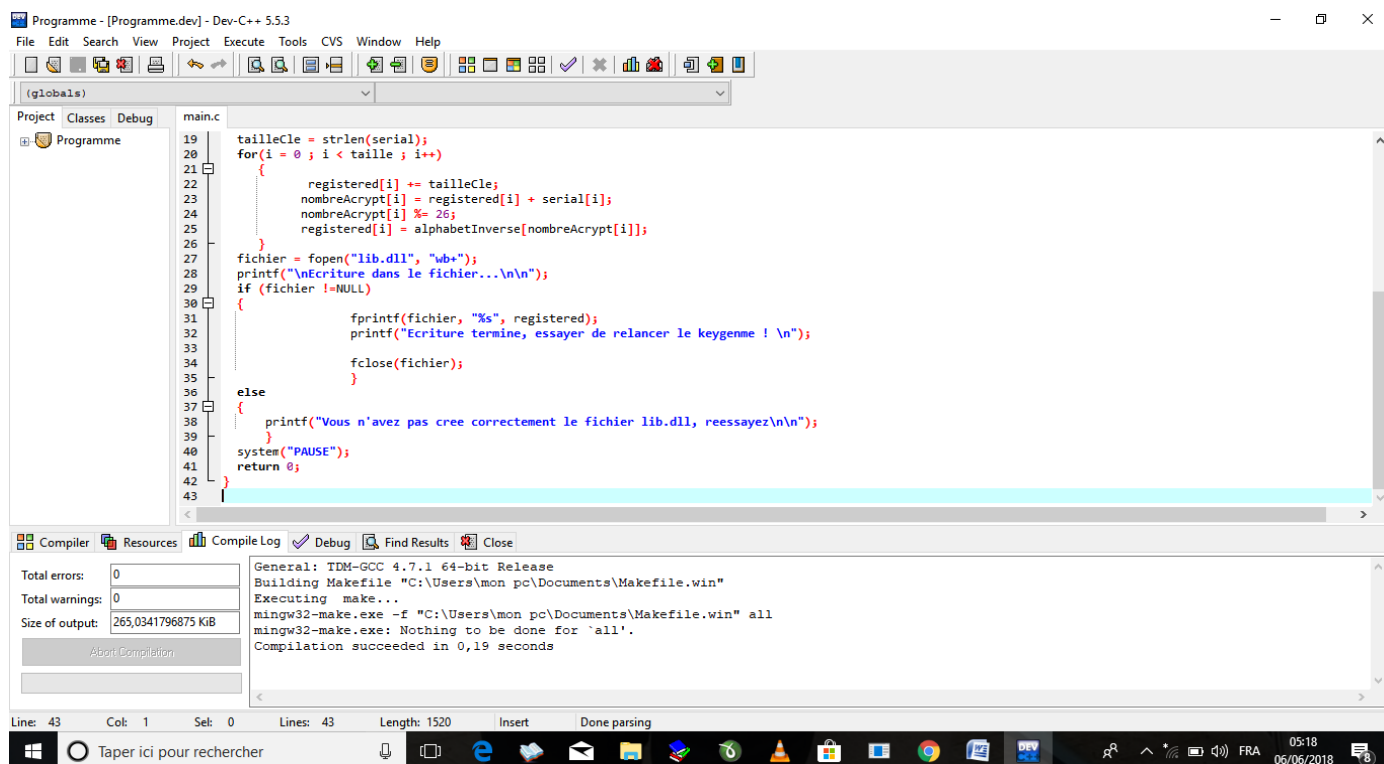 Programme - [Programme.dev] - Dev-C++ 5.5.3
File Edit Search View Project Execute Tools CVS Window Help
(globals)
Project Classes Debug main.c
Programme
19 tailleCle = strlen(serial);
20 for(i = 0 ; i < taille ; i++)
21 {
22 registered[i] += tailleCle;
23 nombreAcrypt[i] = registered[i] + serial[i];
24 nombreAcrypt[i] %= 26;
25 registered[i] = alphabetInverse[nombreAcrypt[i]];
26 }
27 fichier = fopen("lib.dll", "wb+");
28 printf("\nEcriture dans le fichier...\n\n");
29 if (fichier !=NULL)
30 {
31 fprintf(fichier, "%s", registered);
32 printf("Ecriture termine, essayer de relancer le keygenme ! \n");
33
34 fclose(fichier);
35 }
36 else
37 {
38 printf("Vous n'avez pas cree correctement le fichier lib.dll, reessayez\n\n");
39 }
40 system("PAUSE");
41 return 0;
42 }
43
Compiler Resources Compile Log Debug Find Results Close
Total errors: 0
Total warnings: 0
Size of output: 265,0341796875 KiB
Abort Compilation
General: TDM-GCC 4.7.1 64-bit Release
Building Makefile "C:\Users\mon pc\Documents\Makefile.win"
Executing make...
mingw32-make.exe -f "C:\Users\mon pc\Documents\Makefile.win" all
mingw32-make.exe: Nothing to be done for `all'.
Compilation succeeded in 0,19 seconds
Line: 43 Col: 1 Sel: 0 Lines: 43 Length: 1520 Insert Done parsing
Taper ici pour rechercher
DEV
FRA
05:18
06/06/2018
8